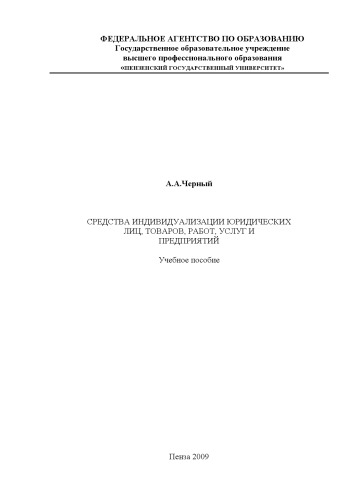 ФЕДЕРАЛЬНОЕ АГЕНТСТВО ПО ОБРАЗОВАНИЮ
Государственное образовательное учреждение
высшего профессионального образования
«ПЕНЗЕНСКИЙ ГОСУДАРСТВЕННЫЙ УНИВЕРСИТЕТ»
А.А.Черный
СРЕДСТВА ИНДИВИДУАЛИЗАЦИИ ЮРИДИЧЕСКИХ
ЛИЦ, ТОВАРОВ, РАБОТ, УСЛУГ И
ПРЕДПРИЯТИЙ
Учебное пособие
Пенза 2009